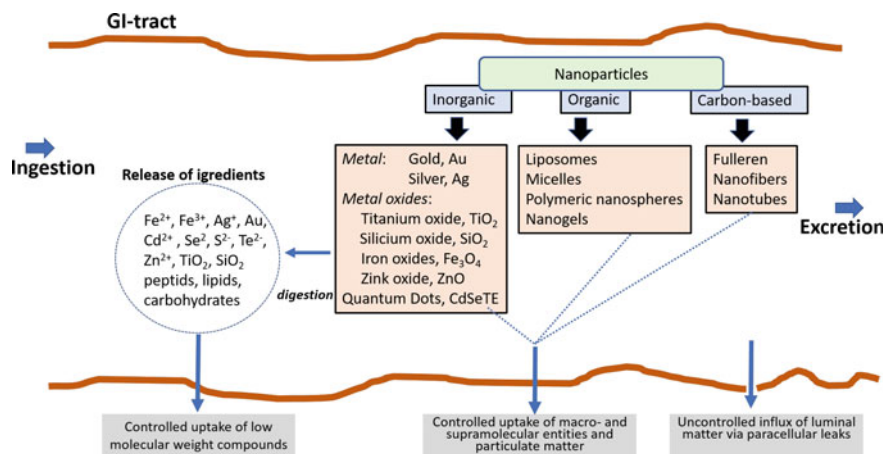 GI-tract
Nanoparticles
Inorganic
Organic
Carbon-based
Ingestion
Release of igredients
Fe²⁺, Fe³⁺, Ag⁺, Au,
Cd²⁺ , Se², S²⁻, Te²⁻,
Zn²⁺, TiO₂, SiO₂
peptids, lipids,
carbohydrates
digestion
Metal: Gold, Au
Silver, Ag
Metal oxides:
Titanium oxide, TiO₂
Silicium oxide, SiO₂
Iron oxides, Fe₃O₄
Zink oxide, ZnO
Quantum Dots, CdSeTE
Liposomes
Micelles
Polymeric nanospheres
Nanogels
Fulleren
Nanofibers
Nanotubes
Excretion
Controlled uptake of low
molecular weight compounds
Controlled uptake of macro- and
supramolecular entities and
particulate matter
Uncontrolled influx of luminal
matter via paracellular leaks